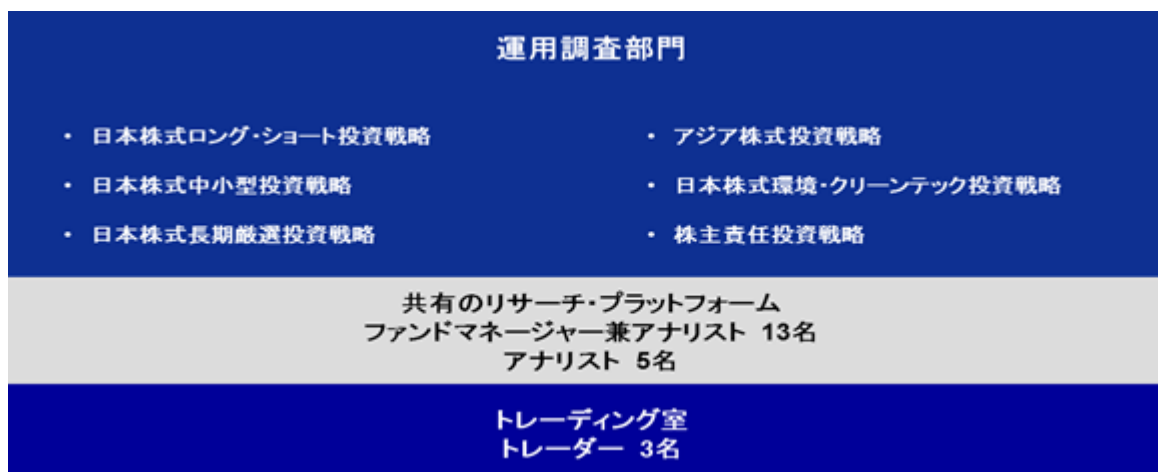 運用調査部門
・ 日本株式ロング・ショート投資戦略
・ アジア株式投資戦略
・ 日本株式中小型投資戦略
・ 日本株式環境・クリーンテック投資戦略
・ 日本株式長期厳選投資戦略
・ 株主責任投資戦略
共有のリサーチ・プラットフォーム
ファンドマネージャー兼アナリスト 13名
アナリスト 5名
トレーディング室
トレーダー 3名